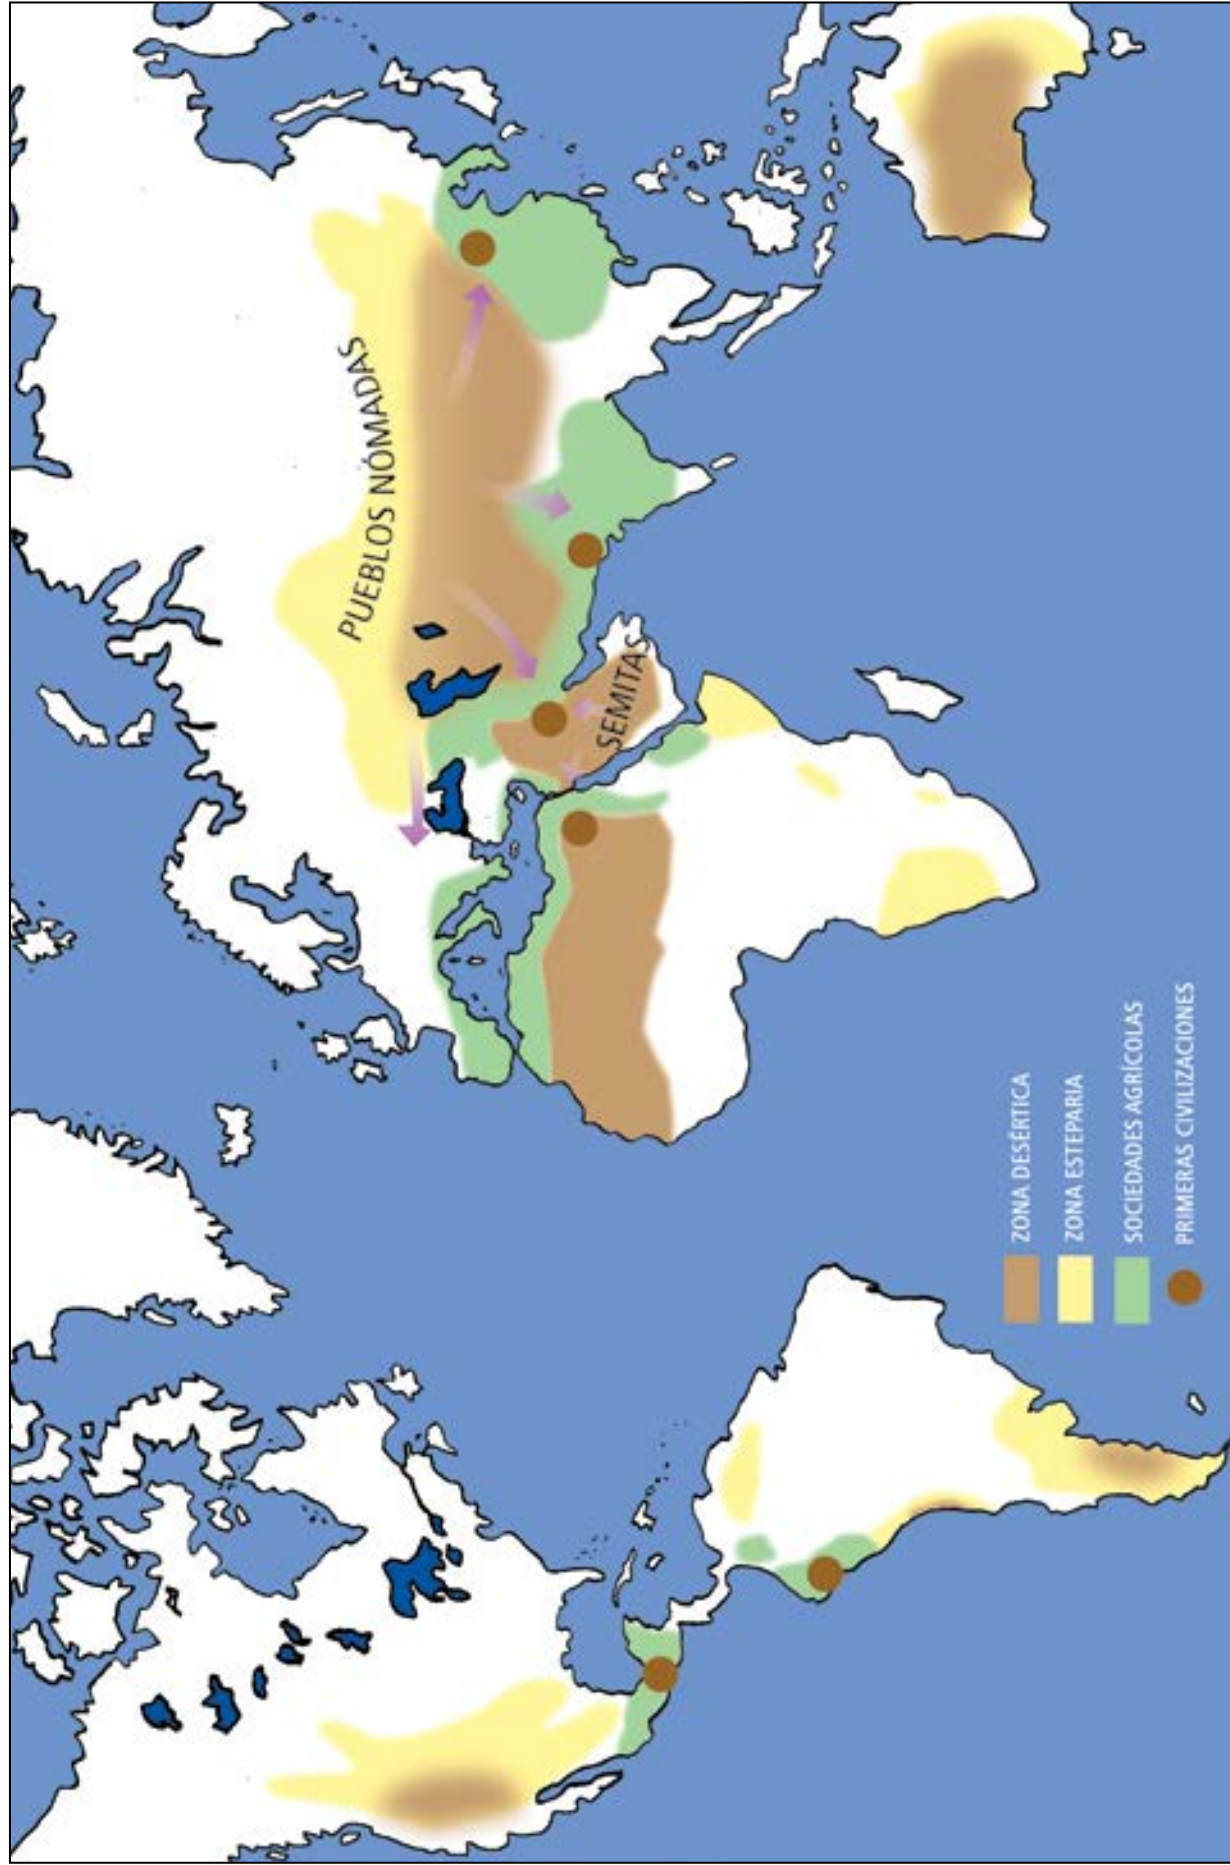 PUEBLOS NÓMADAS
SEMITAS
ZONA DESÉRTICA
ZONA ESTEPARIA
SOCIEDADES AGRÍCOLAS
PRIMERAS CIVILIZACIONES